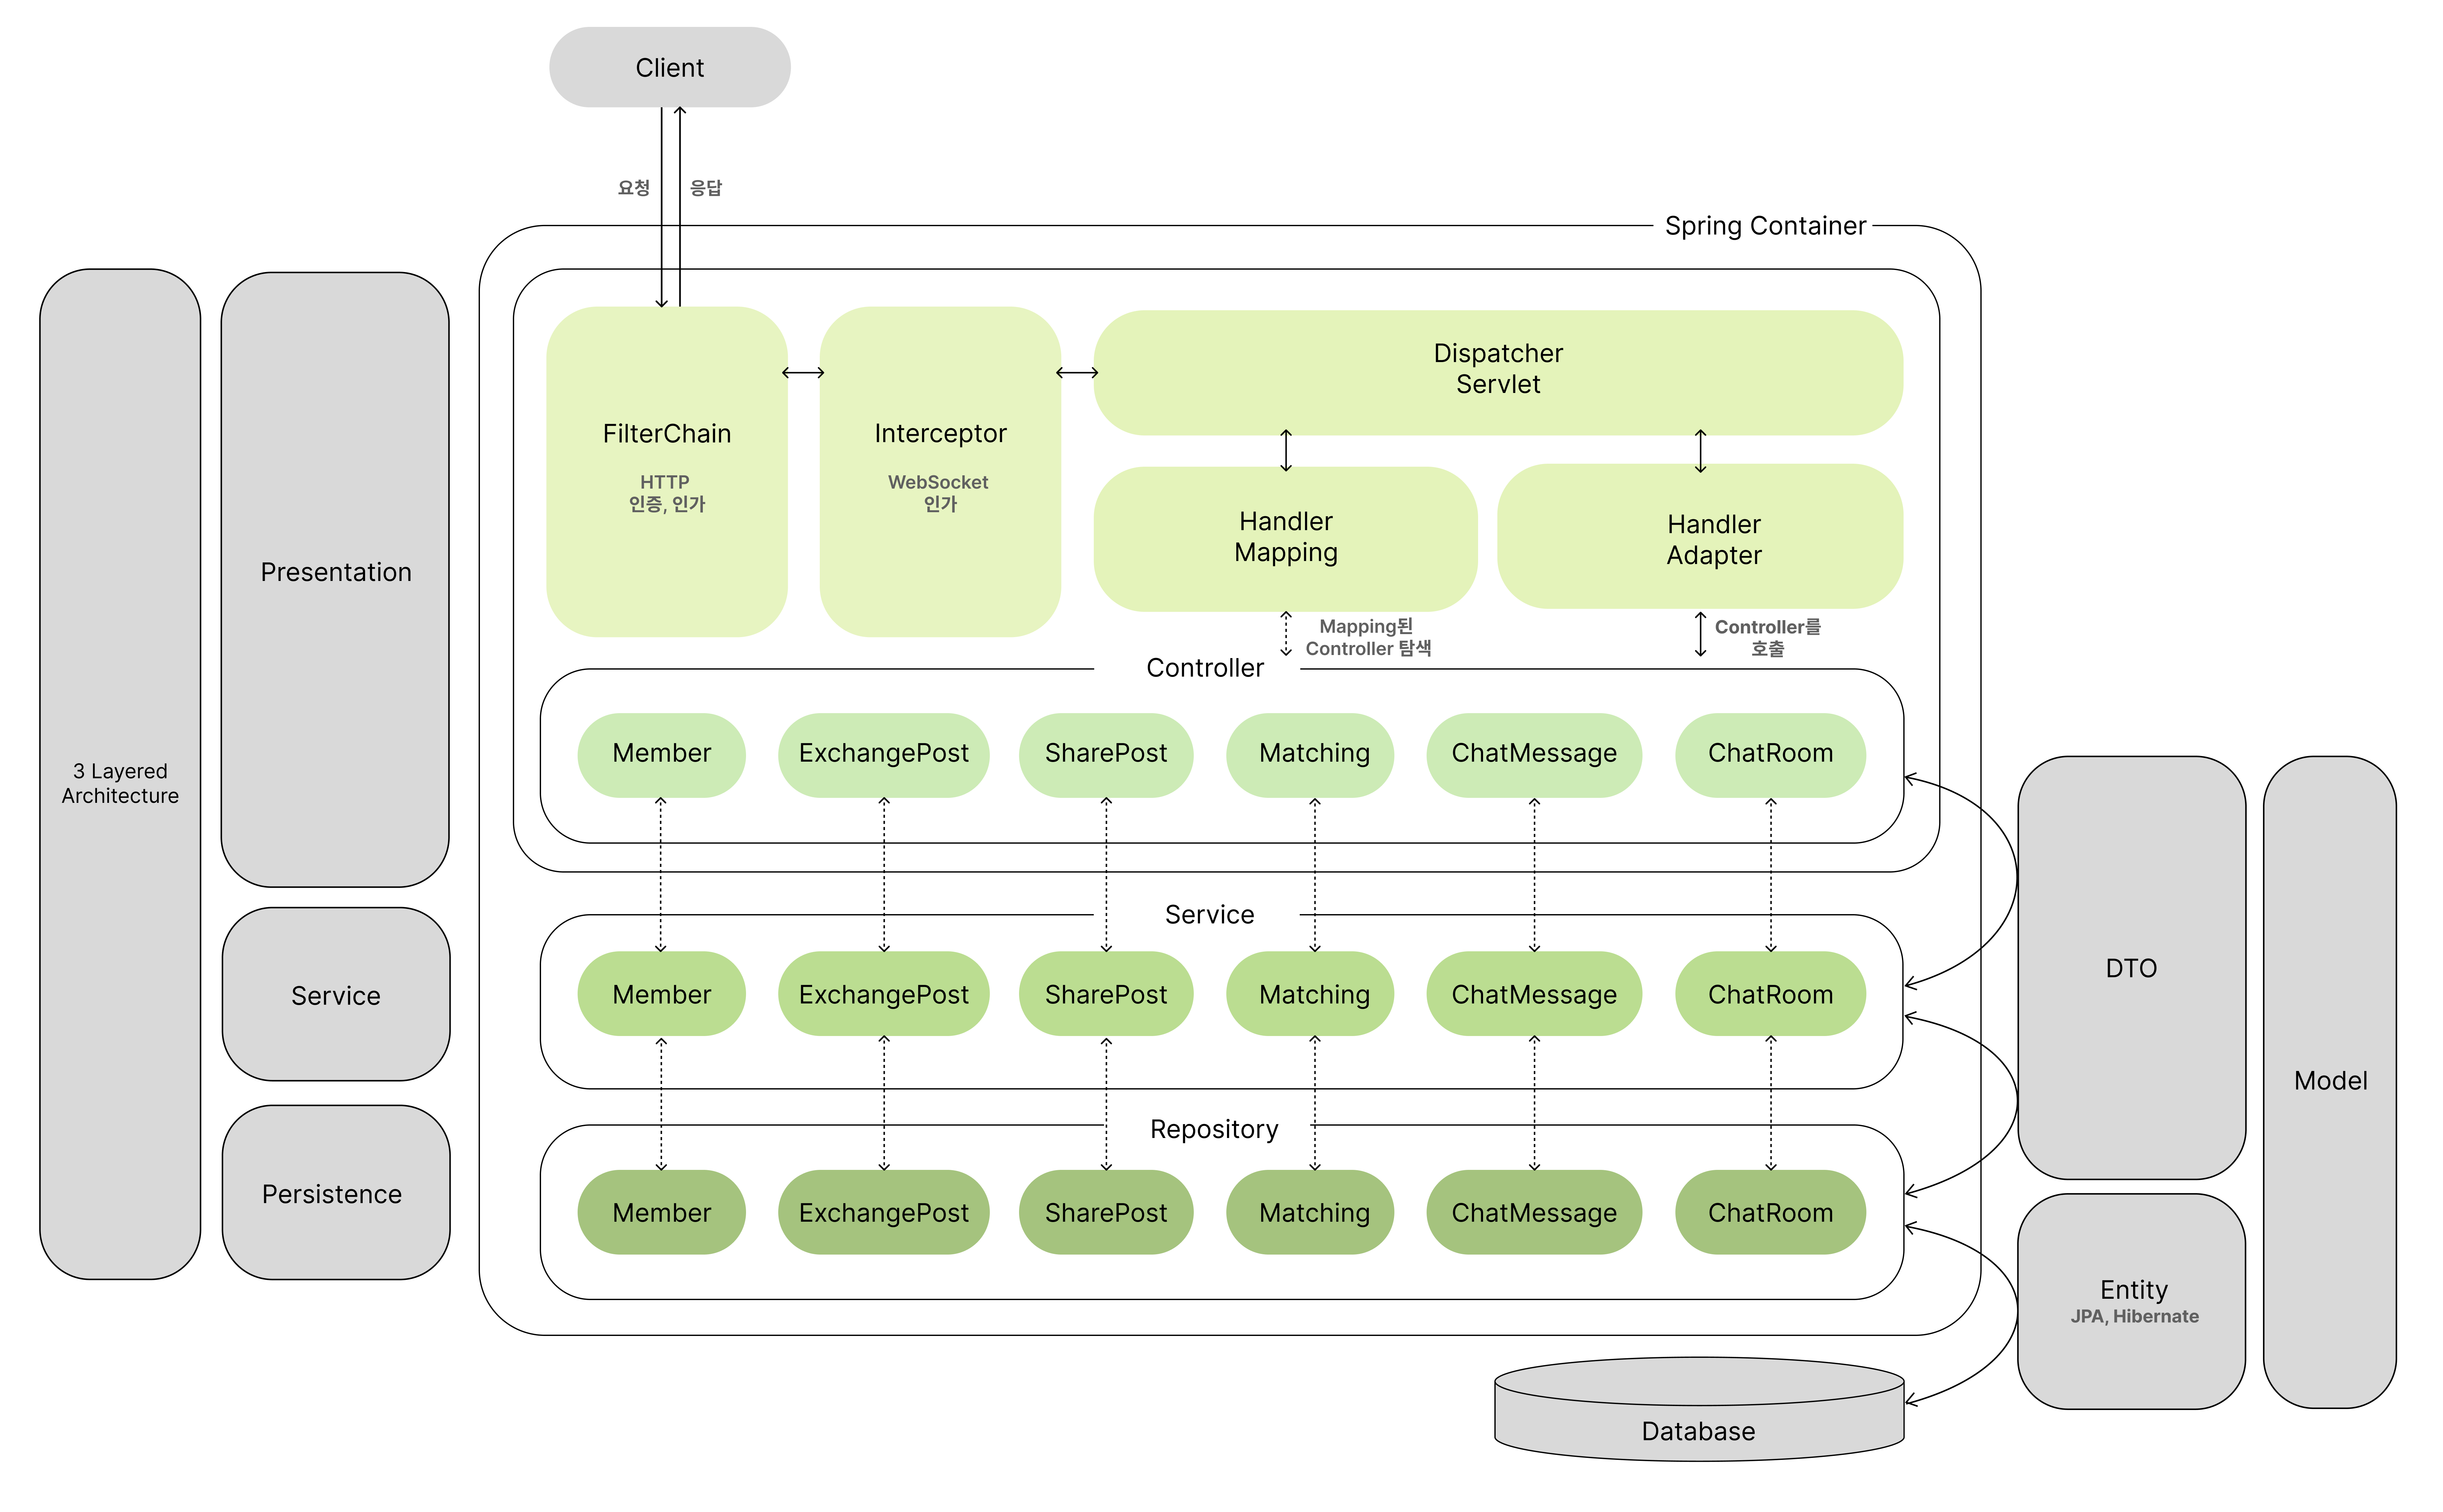 Client
요청
응답
Spring Container
3 Layered
Architecture
Presentation
Service
Persistence
FilterChain
HTTP
인증, 인가
Interceptor
WebSocket
인가
Dispatcher
Servlet
Handler
Mapping
Handler
Adapter
Mapping된
Controller 탐색
Controller를
호출
Controller
Member
ExchangePost
SharePost
Matching
ChatMessage
ChatRoom
Service
Member
ExchangePost
SharePost
Matching
ChatMessage
ChatRoom
Repository
Member
ExchangePost
SharePost
Matching
ChatMessage
ChatRoom
DTO
Entity
JPA, Hibernate
Model
Database